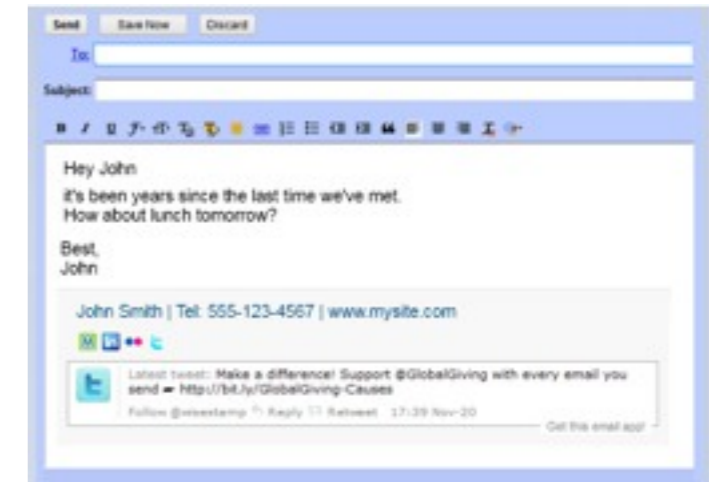 Send Save Now Discard
To:
Subject:
Hey John
it's been years since the last time we've met.
How about lunch tomorrow?
Best,
John
John Smith | Tel: 555-123-4567 | www.mysite.com
Latest tweet: Make a difference! Support @GlobalGiving with every email you
send http://bit.ly/GlobalGiving-Causes
Follow @wisestamp Reply Retweet 17:39 Nov-20
Get this email app!